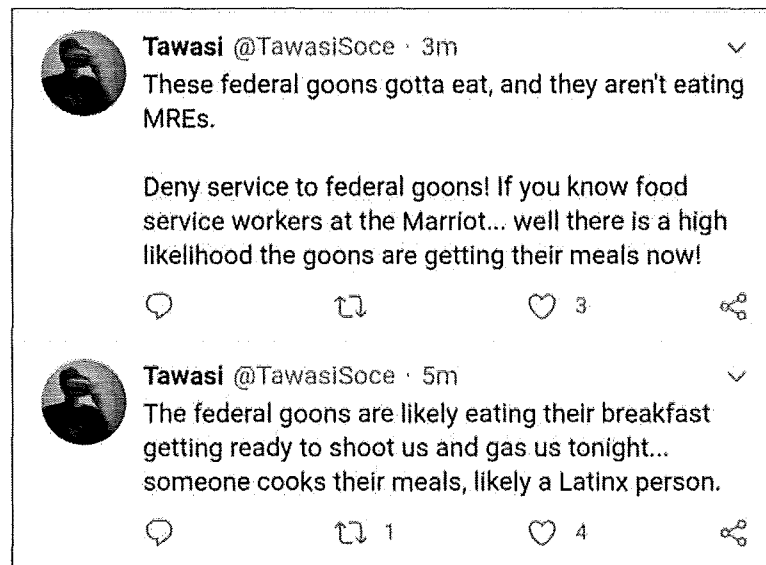 Tawasi @TawasiSoce · 3m
These federal goons gotta eat, and they aren't eating
MREs.
Deny service to federal goons! If you know food
service workers at the Marriot... well there is a high
likelihood the goons are getting their meals now!
3
Tawasi @TawasiSoce · 5m
The federal goons are likely eating their breakfast
getting ready to shoot us and gas us tonight...
someone cooks their meals, likely a Latinx person.
1 4